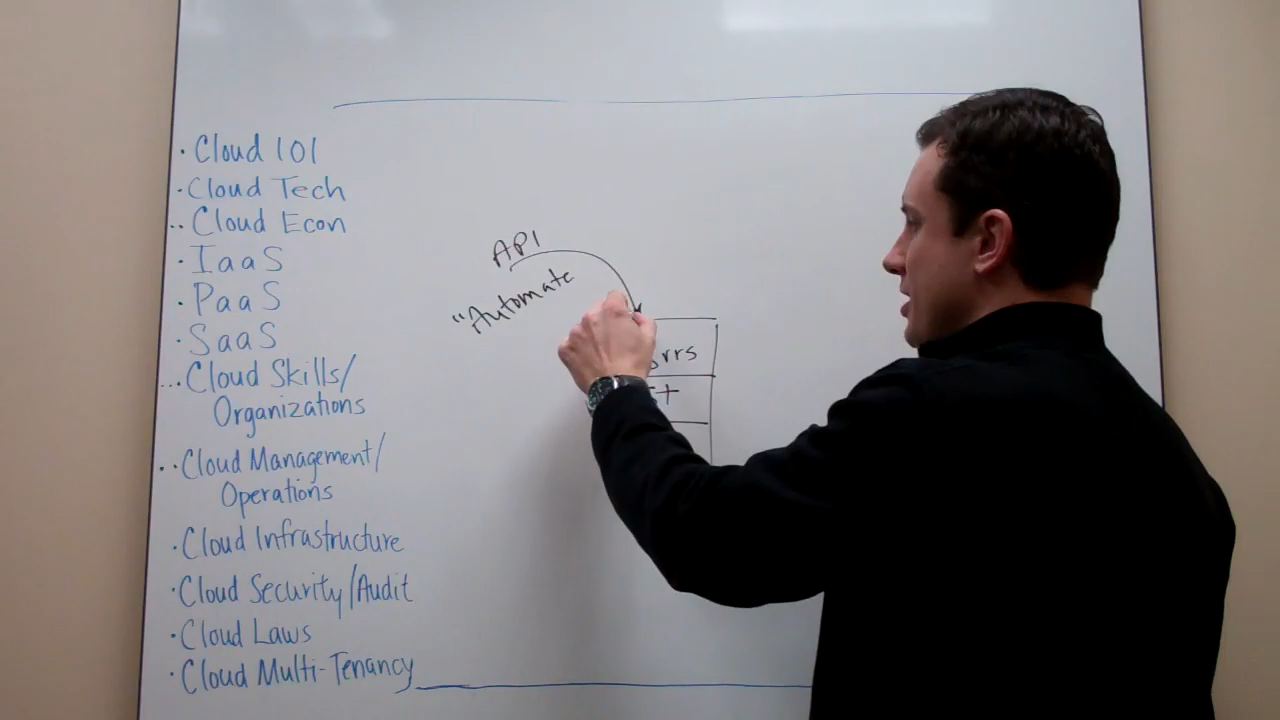 · Cloud 101
· Cloud Tech
·· Cloud Econ
· IaaS
· PaaS
· SaaS
... Cloud Skills/
Organizations
·· Cloud Management/
Operations
· Cloud Infrastructure
· Cloud Security/Audit
· Cloud Laws
· Cloud Multi-Tenancy
API
"Automate